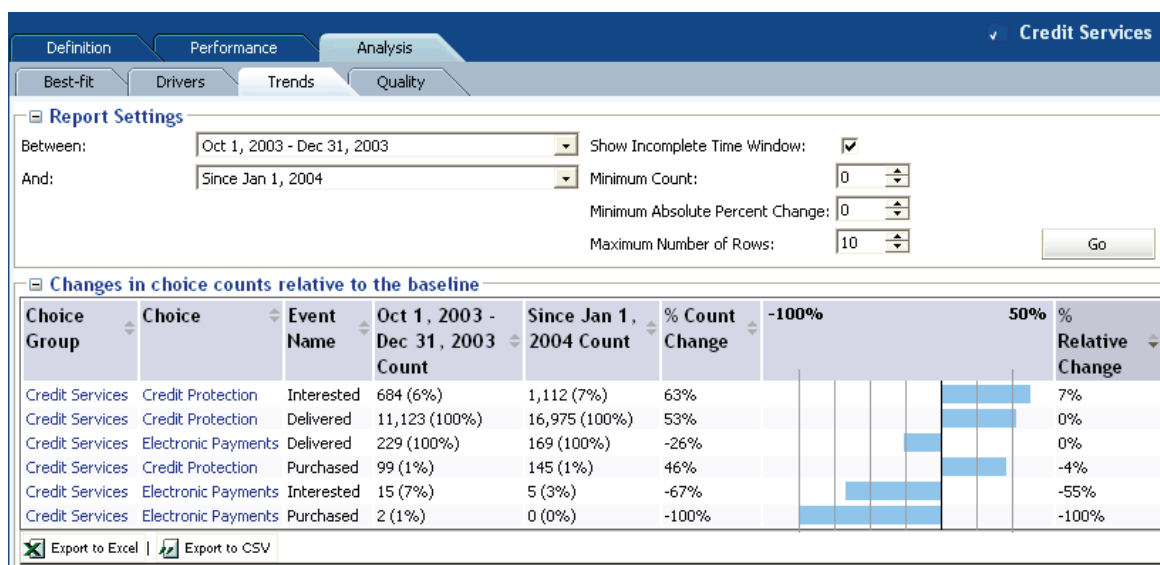 Credit Services
Definition Performance Analysis
Best-fit Drivers Trends Quality
Report Settings
Between: Oct 1, 2003 - Dec 31, 2003 Show Incomplete Time Window:
And: Since Jan 1, 2004 Minimum Count: 0
Minimum Absolute Percent Change: 0
Maximum Number of Rows: 10 Go
Changes in choice counts relative to the baseline
Choice Choice Event Oct 1, 2003 - Since Jan 1, % Count -100% 50% %
Group Name Dec 31, 2003 2004 Count Change Relative
Count Change
Credit Services Credit Protection Interested 684 (6%) 1,112 (7%) 63% 7%
Credit Services Credit Protection Delivered 11,123 (100%) 16,975 (100%) 53% 0%
Credit Services Electronic Payments Delivered 229 (100%) 169 (100%) -26% 0%
Credit Services Credit Protection Purchased 99 (1%) 145 (1%) 46% -4%
Credit Services Electronic Payments Interested 15 (7%) 5 (3%) -67% -55%
Credit Services Electronic Payments Purchased 2 (1%) 0 (0%) -100% -100%
Export to Excel | Export to CSV